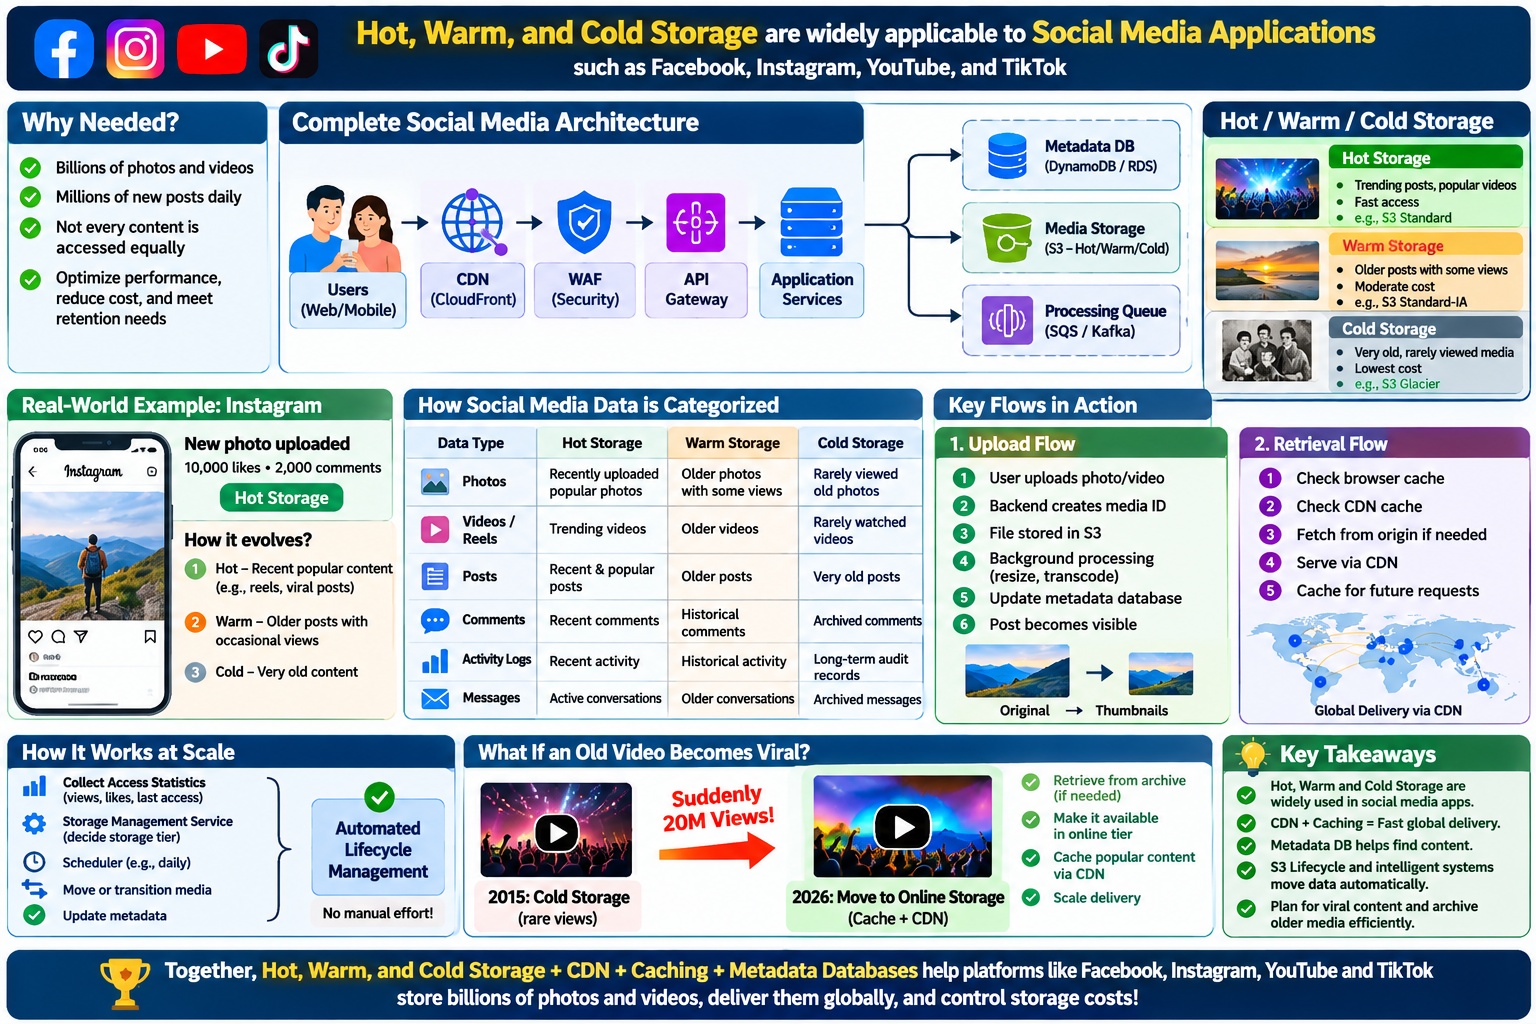 Hot, Warm, and Cold Storage are widely applicable to Social Media Applications
such as Facebook, Instagram, YouTube, and TikTok
Why Needed?
Billions of photos and videos
Millions of new posts daily
Not every content is
accessed equally
Optimize performance,
reduce cost, and meet
retention needs
Complete Social Media Architecture
Users
(Web/Mobile)
CDN
(CloudFront)
WAF
(Security)
API
Gateway
Application
Services
Metadata DB
(DynamoDB / RDS)
Media Storage
(S3 – Hot/Warm/Cold)
Processing Queue
(SQS / Kafka)
Hot / Warm / Cold Storage
Hot Storage
• Trending posts, popular videos
• Fast access
• e.g., S3 Standard
Warm Storage
• Older posts with some views
• Moderate cost
• e.g., S3 Standard-IA
Cold Storage
• Very old, rarely viewed media
• Lowest cost
• e.g., S3 Glacier
Real-World Example: Instagram
Instagram
New photo uploaded
10,000 likes • 2,000 comments
Hot Storage
How it evolves?
1 Hot – Recent popular content
(e.g., reels, viral posts)
2 Warm – Older posts with
occasional views
3 Cold – Very old content
How Social Media Data is Categorized
Data Type Hot Storage Warm Storage Cold Storage
Photos
Recently uploaded
popular photos
Older photos
with some views
Rarely viewed
old photos
Videos /
Reels
Trending videos
Older videos
Rarely watched
videos
Posts
Recent & popular
posts
Older posts
Very old posts
Comments
Recent comments
Historical
comments
Archived comments
Activity Logs
Recent activity
Historical activity
Long-term audit
records
Messages
Active conversations
Older conversations
Archived messages
Key Flows in Action
1. Upload Flow
1 User uploads photo/video
2 Backend creates media ID
3 File stored in S3
4 Background processing
(resize, transcode)
5 Update metadata database
6 Post becomes visible
Original → Thumbnails
2. Retrieval Flow
1 Check browser cache
2 Check CDN cache
3 Fetch from origin if needed
4 Serve via CDN
5 Cache for future requests
Global Delivery via CDN
How It Works at Scale
Collect Access Statistics
(views, likes, last access)
Storage Management Service
(decide storage tier)
Scheduler (e.g., daily)
Move or transition media
Update metadata
Automated
Lifecycle
Management
No manual effort!
What If an Old Video Becomes Viral?
2015: Cold Storage
(rare views)
Suddenly
20M Views!
2026: Move to Online Storage
(Cache + CDN)
Retrieve from archive
(if needed)
Make it available
in online tier
Cache popular content
via CDN
Scale delivery
Key Takeaways
Hot, Warm and Cold Storage are
widely used in social media apps.
CDN + Caching = Fast global delivery.
Metadata DB helps find content.
S3 Lifecycle and intelligent systems
move data automatically.
Plan for viral content and archive
older media efficiently.
Together, Hot, Warm, and Cold Storage + CDN + Caching + Metadata Databases help platforms like Facebook, Instagram, YouTube and TikTok
store billions of photos and videos, deliver them globally, and control storage costs!